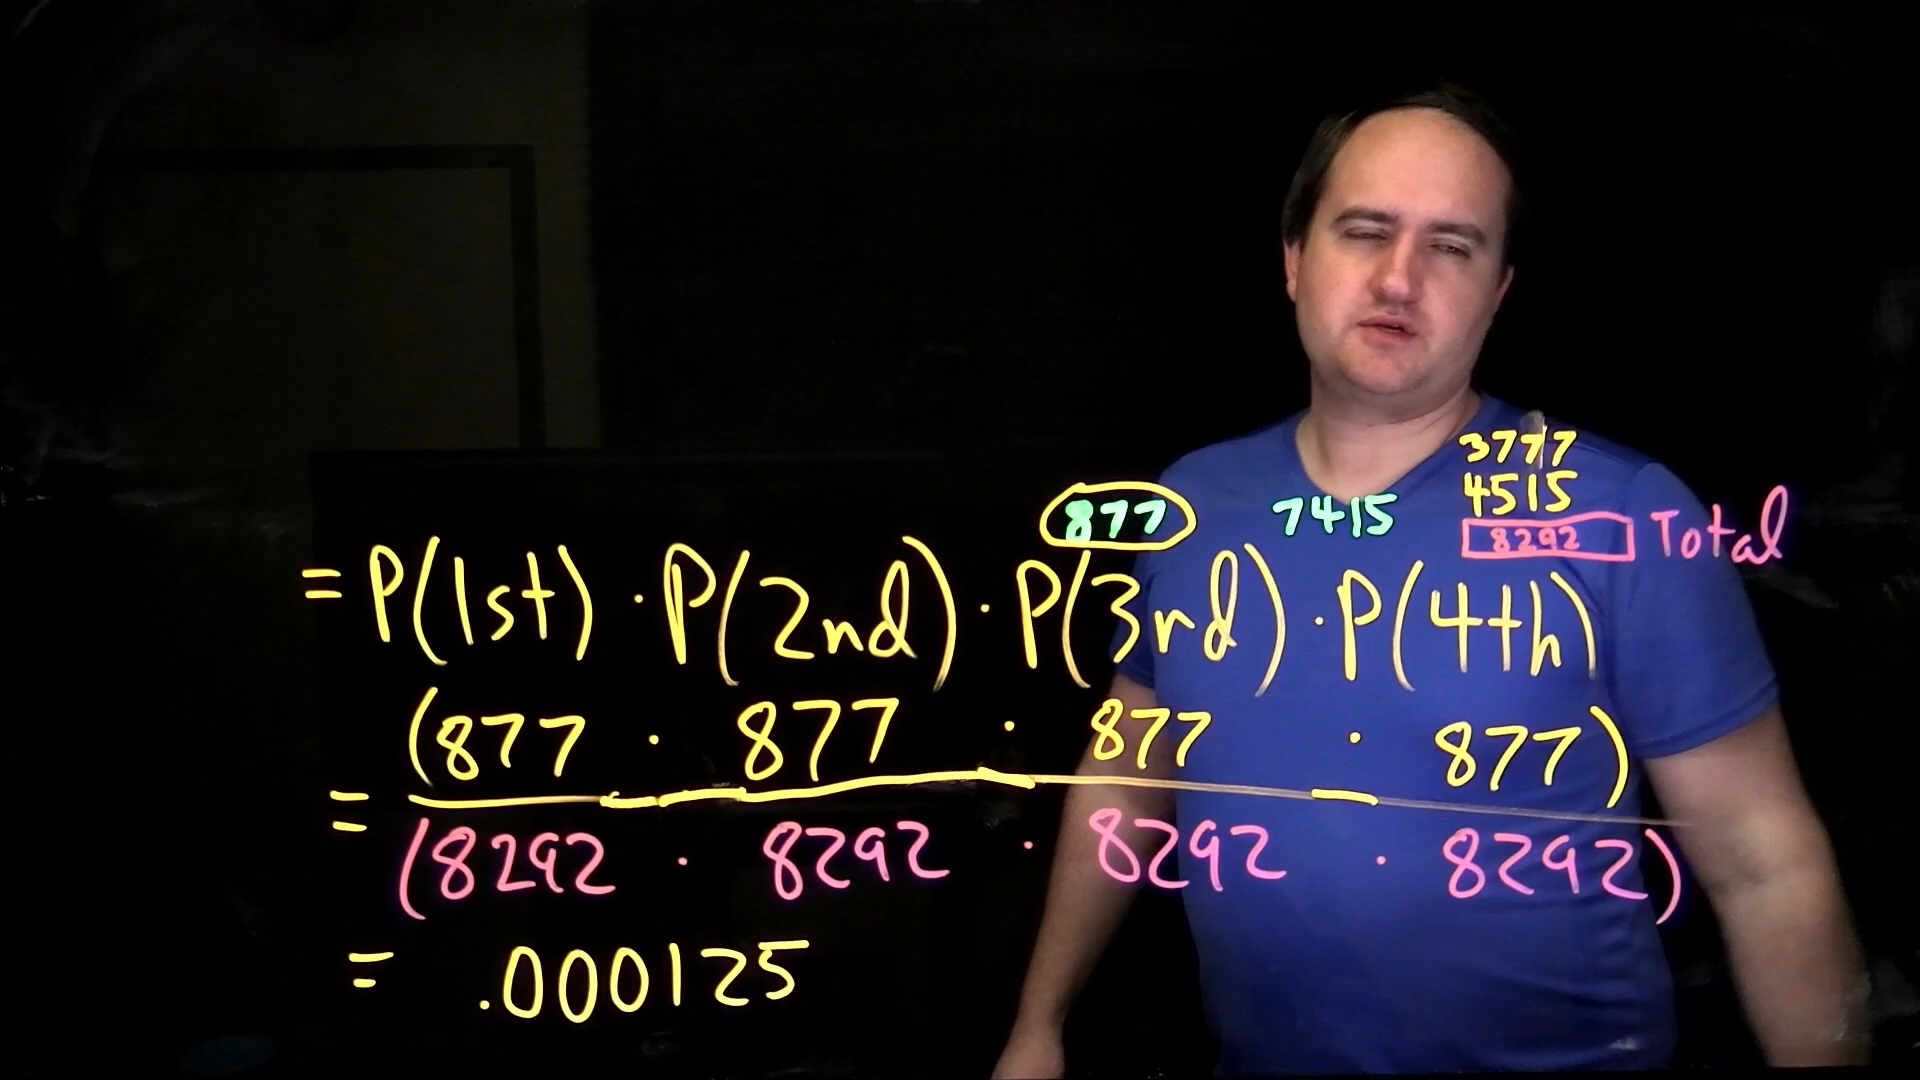 3777
4515
877 7415 8292 Total
= P(1st) · P(2nd) · P(3rd) · P(4th)
(877 · 877 · 877 · 877)
=
(8292 · 8292 · 8292 · 8292)
= .000125